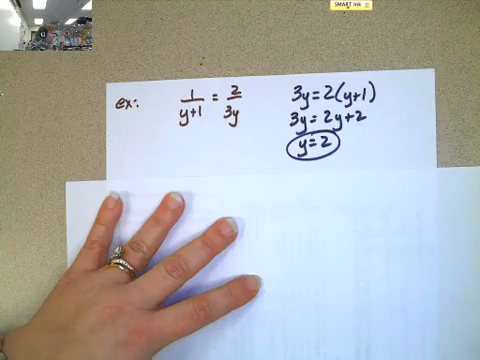 SMART Ink
ex: 1/(y+1) = 2/(3y)
3y = 2(y+1)
3y = 2y+2
y = 2